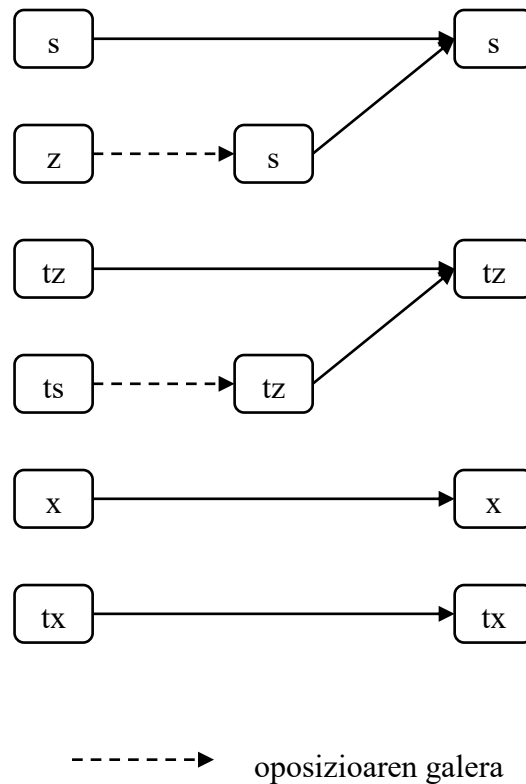 s s
z s
tz tz
ts tz
x x
tx tx
oposizioaren galera